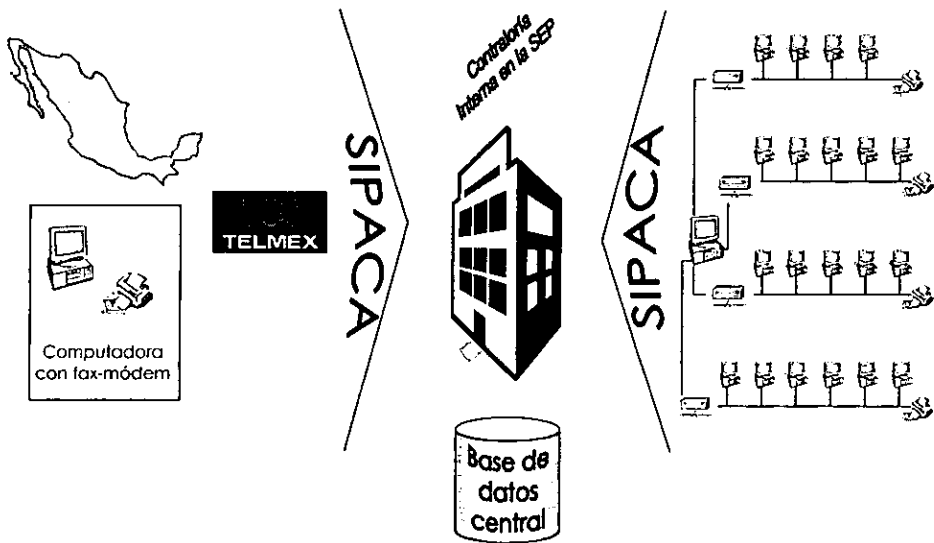 Contraloría
Interna en la SEP
SIPACA
SIPACA
TELMEX
Computadora
con fax-módem
Base de
datos
central